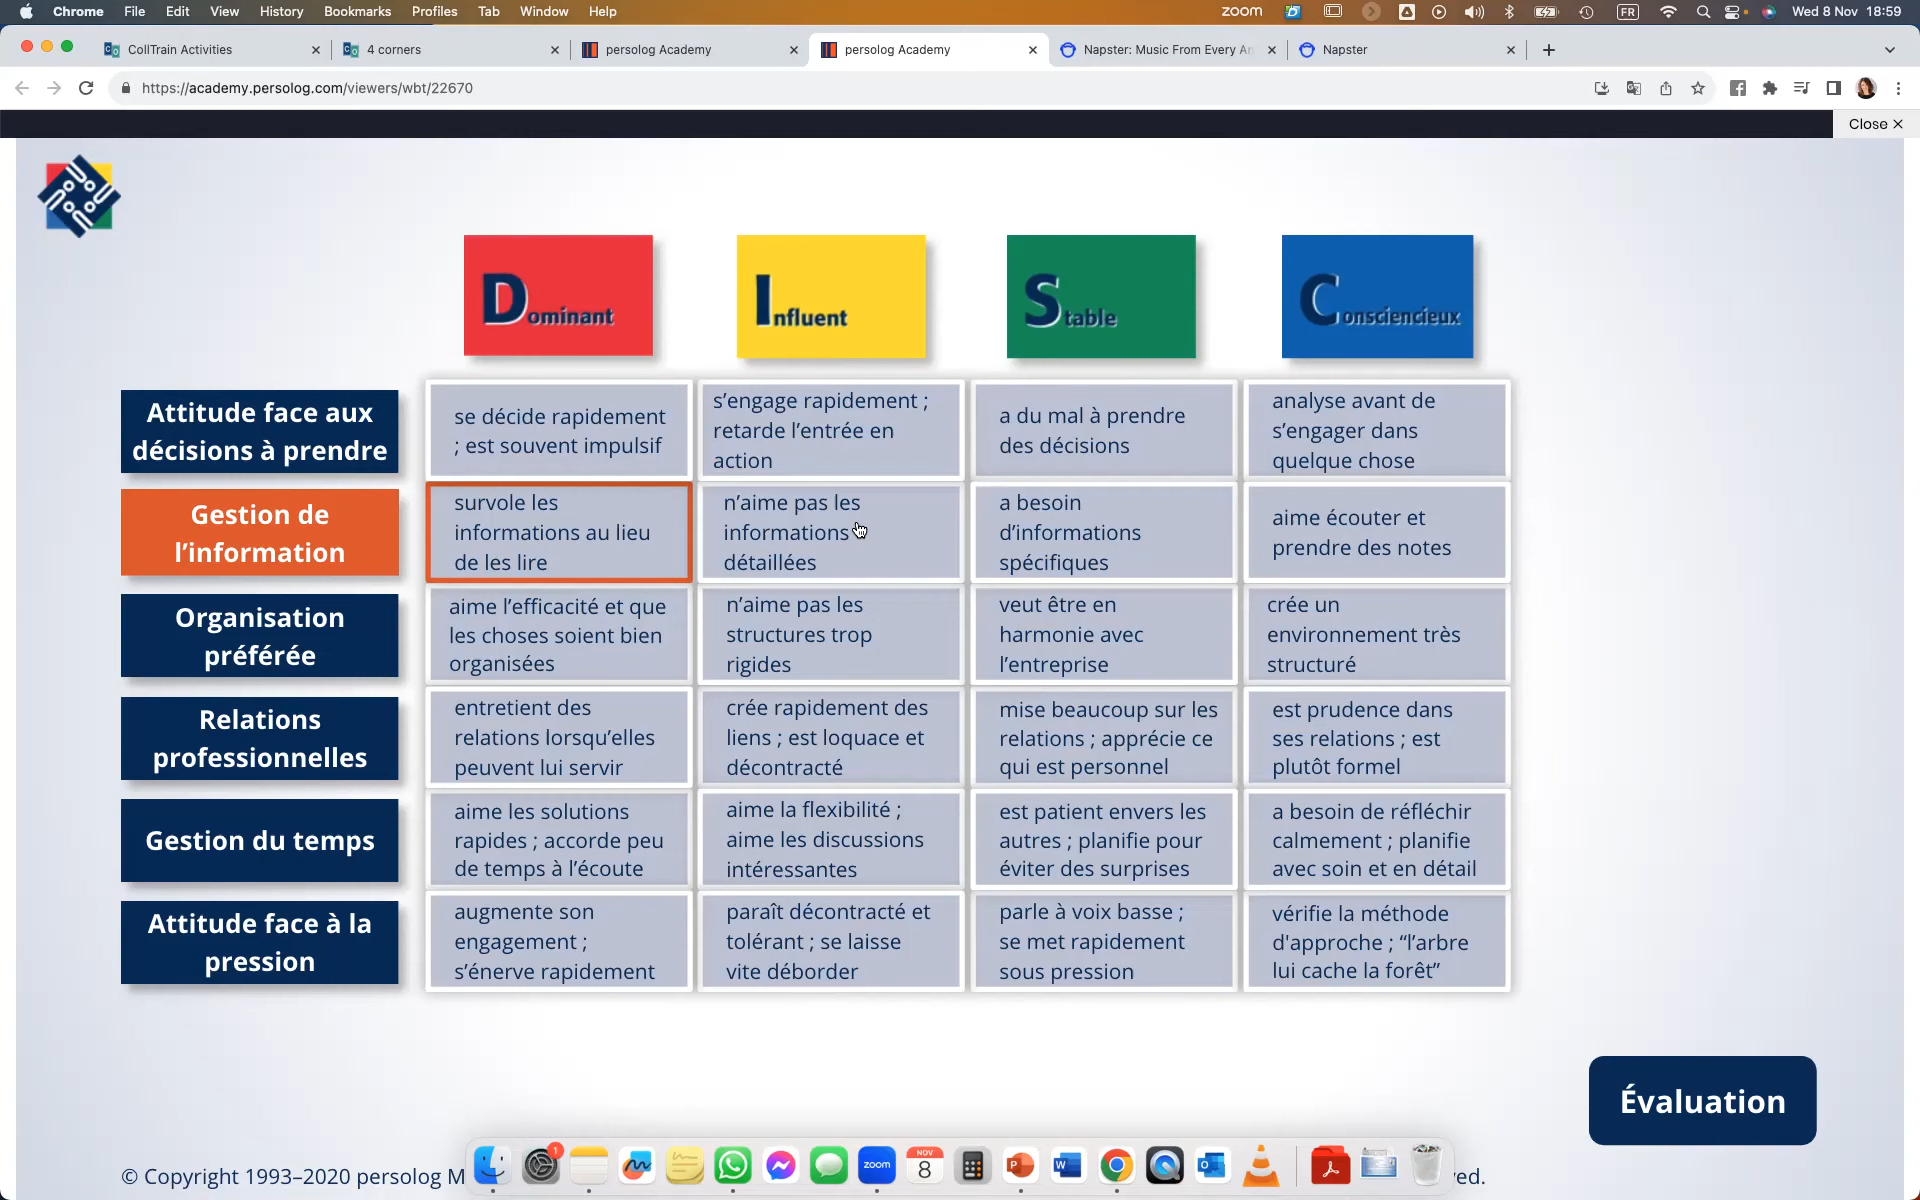 Chrome File Edit View History Bookmarks Profiles Tab Window Help zoom FR Wed 8 Nov 18:59
CollTrain Activities 4 corners persolog Academy persolog Academy Napster: Music From Every An Napster
https://academy.persolog.com/viewers/wbt/22670
Close ×
Dominant Influent Stable Consciencieux
Attitude face aux
décisions à prendre
se décide rapidement
; est souvent impulsif
s’engage rapidement ;
retarde l’entrée en
action
a du mal à prendre
des décisions
analyse avant de
s’engager dans
quelque chose
Gestion de
l’information
survole les
informations au lieu
de les lire
n’aime pas les
informations
détaillées
a besoin
d’informations
spécifiques
aime écouter et
prendre des notes
Organisation
préférée
aime l’efficacité et que
les choses soient bien
organisées
n’aime pas les
structures trop
rigides
veut être en
harmonie avec
l’entreprise
crée un
environnement très
structuré
Relations
professionnelles
entretient des
relations lorsqu’elles
peuvent lui servir
crée rapidement des
liens ; est loquace et
décontracté
mise beaucoup sur les
relations ; apprécie ce
qui est personnel
est prudence dans
ses relations ; est
plutôt formel
Gestion du temps
aime les solutions
rapides ; accorde peu
de temps à l’écoute
aime la flexibilité ;
aime les discussions
intéressantes
est patient envers les
autres ; planifie pour
éviter des surprises
a besoin de réfléchir
calmement ; planifie
avec soin et en détail
Attitude face à la
pression
augmente son
engagement ;
s’énerve rapidement
paraît décontracté et
tolérant ; se laisse
vite déborder
parle à voix basse ;
se met rapidement
sous pression
vérifie la méthode
d'approche ; “l’arbre
lui cache la forêt”
Évaluation
1 zoom NOV 8
© Copyright 1993–2020 persolog M ved.